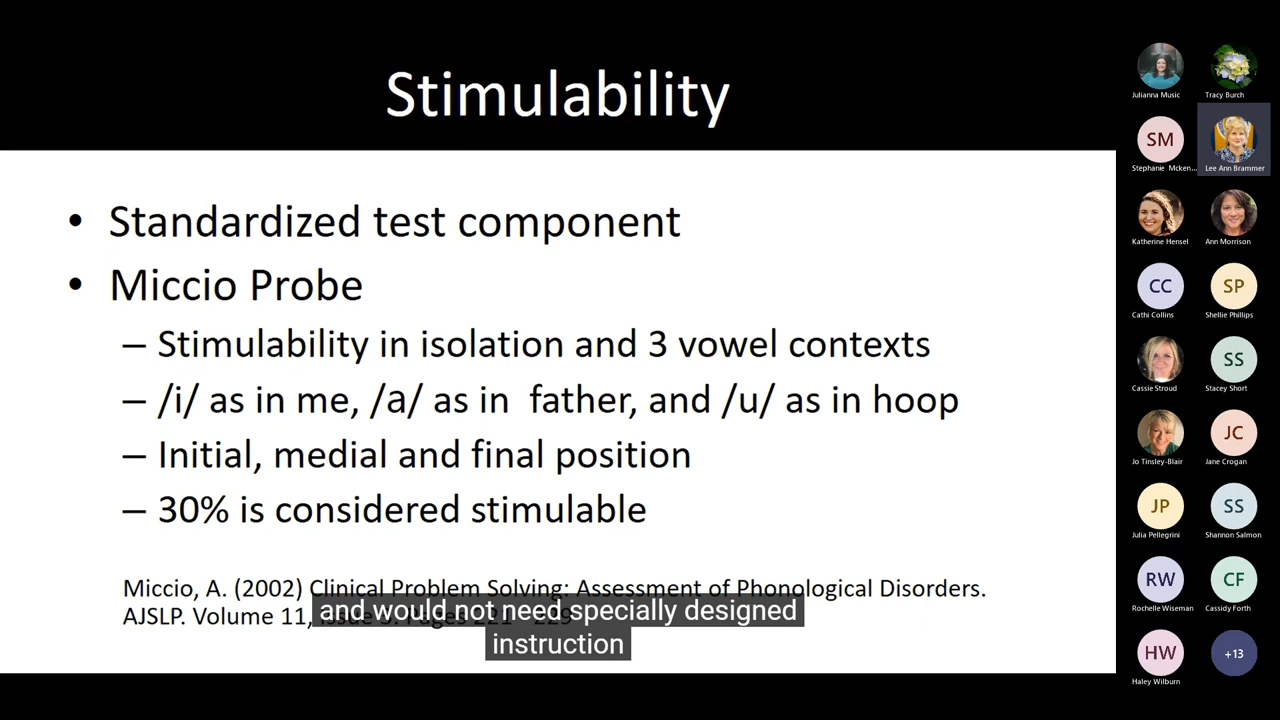 Stimulability
• Standardized test component
• Miccio Probe
– Stimulability in isolation and 3 vowel contexts
– /i/ as in me, /a/ as in father, and /u/ as in hoop
– Initial, medial and final position
– 30% is considered stimulable
Miccio, A. (2002) Clinical Problem Solving: Assessment of Phonological Disorders.
AJSLP. Volume 11,
and would not need specially designed
instruction
Julianna Music
Tracy Burch
SM
Stephanie Mcken...
Lee Ann Brammer
Katherine Hensel
Ann Morrison
CC
Cathi Collins
SP
Shellie Phillips
Cassie Stroud
SS
Stacey Short
Jo Tinsley-Blair
JC
Jane Crogan
JP
Julia Pellegrini
SS
Shannon Salmon
RW
Rochelle Wiseman
CF
Cassidy Forth
HW
Haley Wilburn
+13